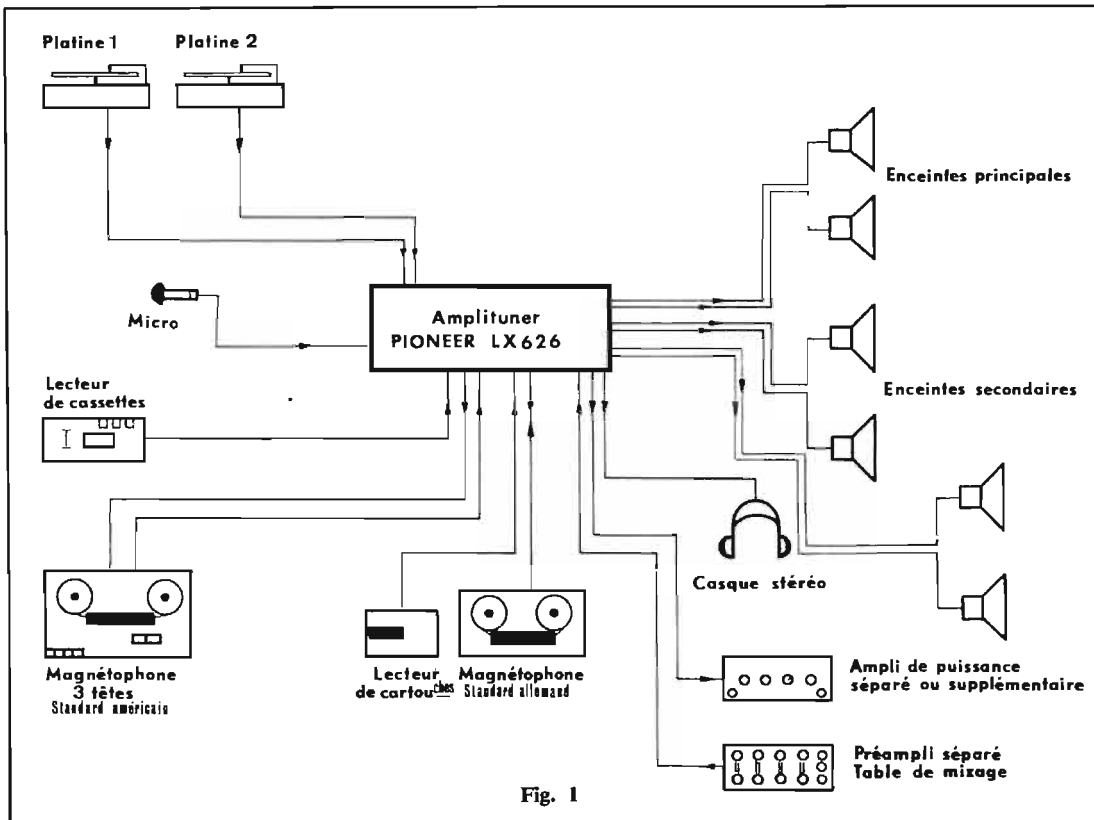 Platine 1
Platine 2
Enceintes principales
Micro
Amplituner
PIONEER LX626
Lecteur
de cassettes
Enceintes secondaires
Casque stéréo
Magnétophone
3 têtes
Standard américain
Lecteur
de cartouches
Magnétophone
Standard allemand
Ampli de puissance
séparé ou supplémentaire
Préampli séparé
Table de mixage
Fig. 1